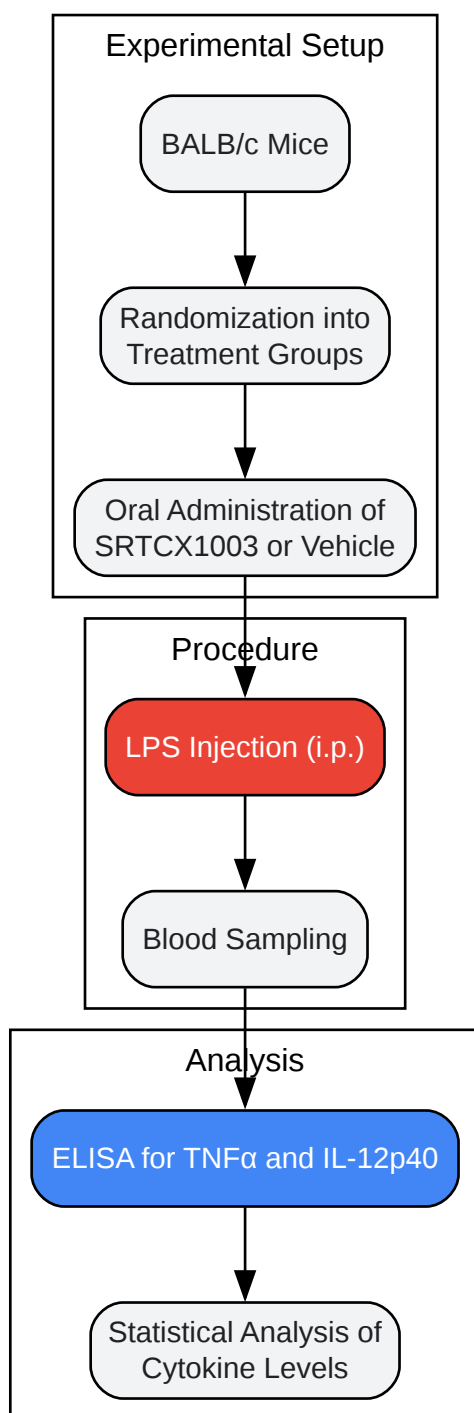 Experimental Setup
BALB/c Mice
Randomization into
Treatment Groups
Oral Administration of
SRTCX1003 or Vehicle
Procedure
LPS Injection (i.p.)
Blood Sampling
Analysis
ELISA for TNFα and IL-12p40
Statistical Analysis of
Cytokine Levels